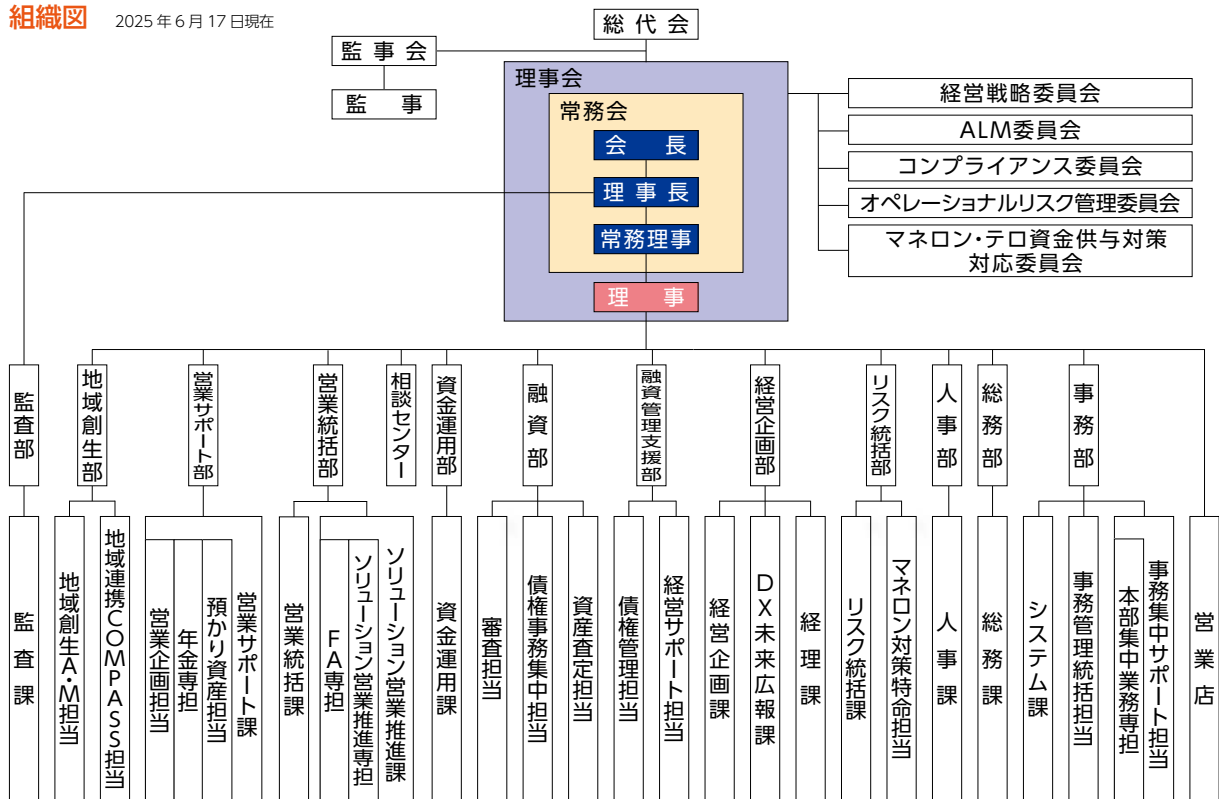 組織図 2025年6月17日現在
総代会
監事会
監事
理事会
常務会
会長
理事長
常務理事
理事
経営戦略委員会
ALM委員会
コンプライアンス委員会
オペレーショナルリスク管理委員会
マネロン・テロ資金供与対策
対応委員会
監査部
地域創生部
営業サポート部
営業統括部
相談センター
資金運用部
融資部
融資管理支援部
経営企画部
リスク統括部
人事部
総務部
事務部
監査課
地域創生A・M担当
地域連携COMPASS担当
営業企画担当
年金専担
預かり資産担当
営業サポート課
営業統括課
FA専担
ソリューション営業推進専担
ソリューション営業推進課
資金運用課
審査担当
債権事務集中担当
資産査定担当
債権管理担当
経営サポート担当
経営企画課
DX未来広報課
経理課
リスク統括課
マネロン対策特命担当
人事課
総務課
システム課
事務管理統括担当
本部集中業務専担
事務集中サポート担当
営業店